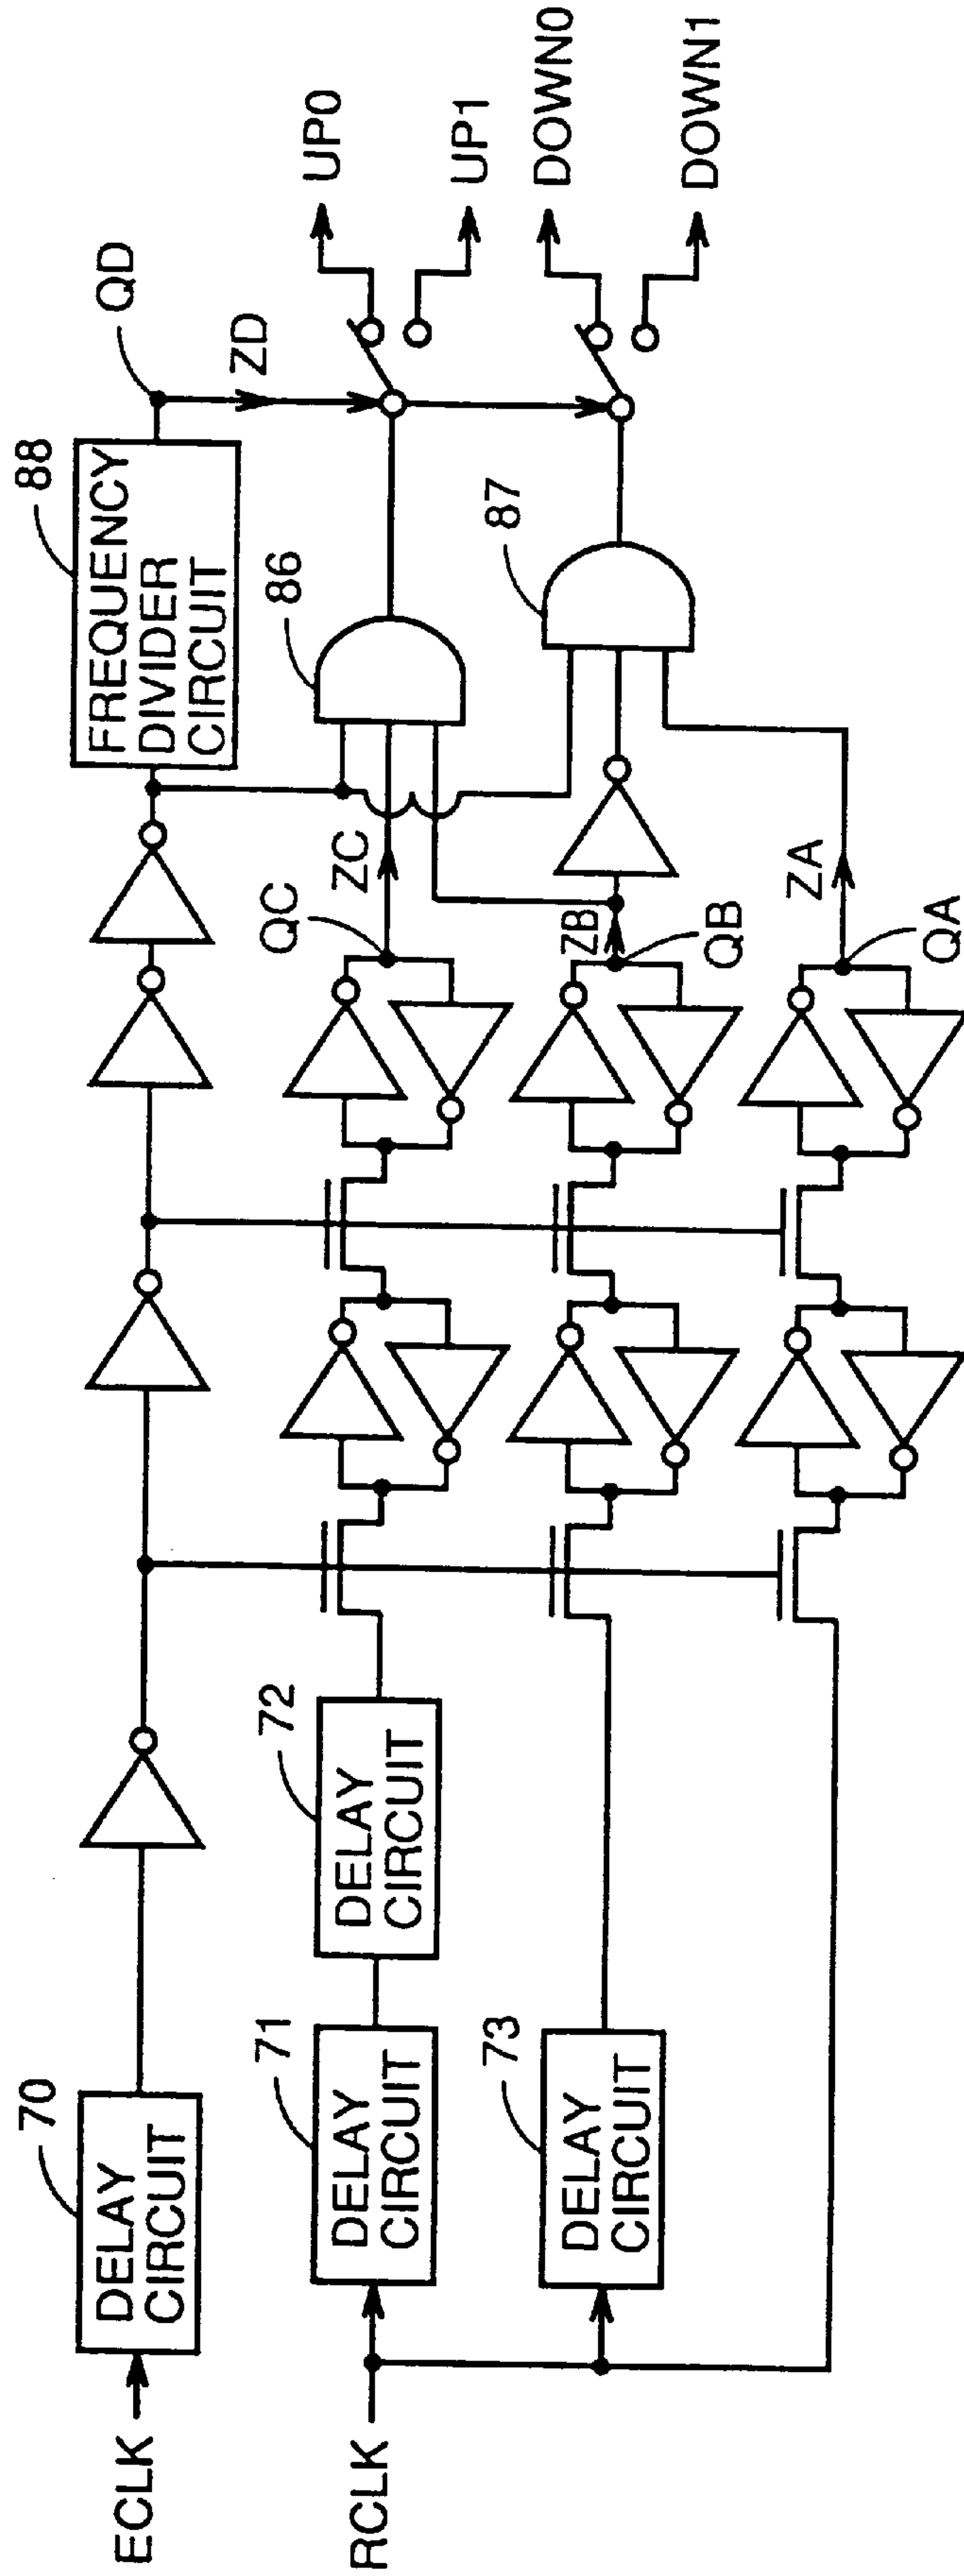 ECLK
70
DELAY
CIRCUIT
88
FREQUENCY
DIVIDER
CIRCUIT
QD
ZD
RCLK
71
DELAY
CIRCUIT
72
DELAY
CIRCUIT
QC
ZC
86
UP0
UP1
73
DELAY
CIRCUIT
ZB
QB
87
DOWN0
DOWN1
QA
ZA